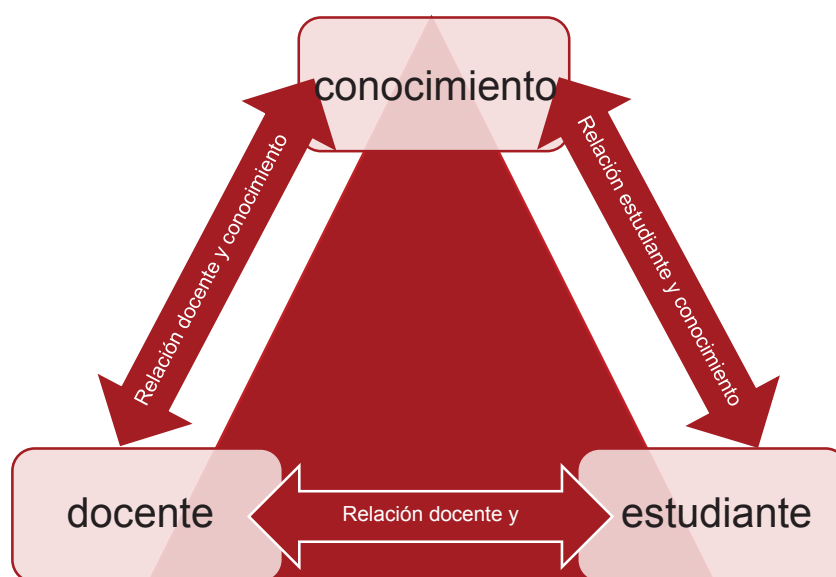 conocimiento
Relación docente y conocimiento
Relación estudiante y conocimiento
docente
Relación docente y
estudiante